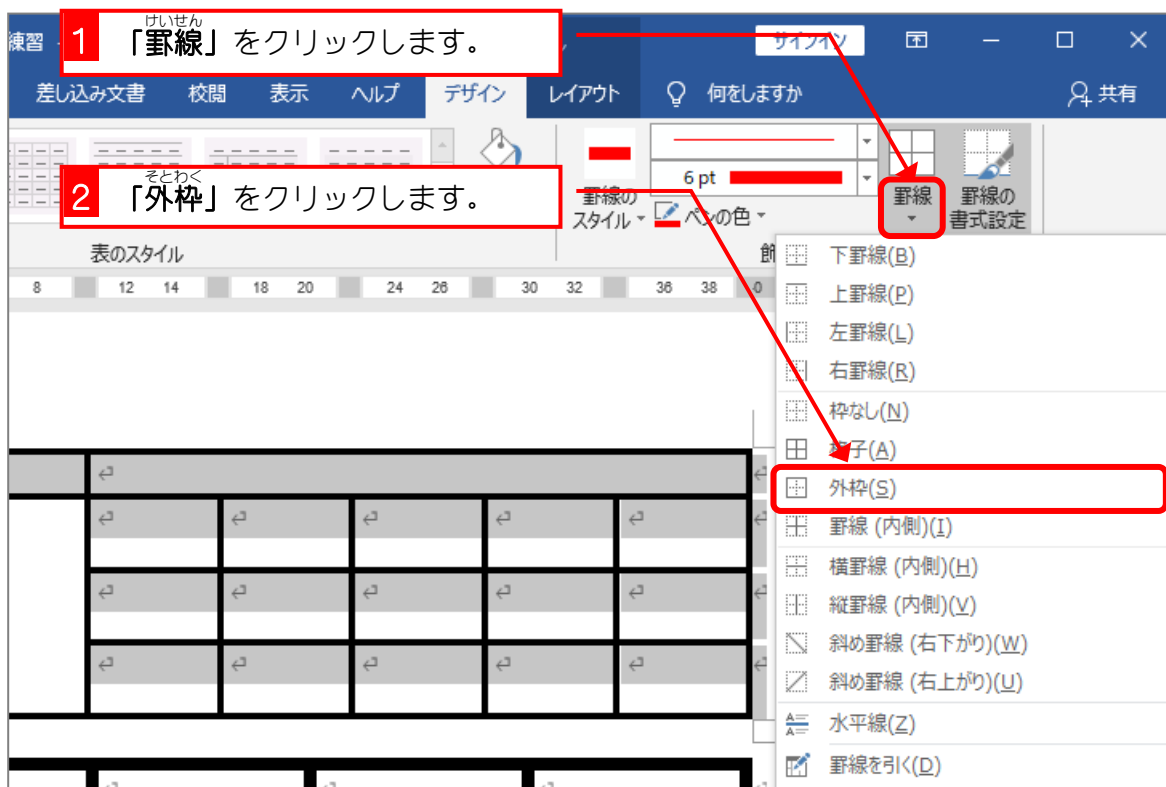 練習
けいせん
1 「罫線」をクリックします。
サインイン
差し込み文書 校閲 表示 ヘルプ デザイン レイアウト 何をしますか 共有
そとわく
2 「外枠」をクリックします。
罫線の
スタイル
6 pt
ペンの色
罫線
罫線の
書式設定
表のスタイル
飾
8 12 14 18 20 24 26 30 32 36 38
下罫線(B)
上罫線(P)
左罫線(L)
右罫線(R)
枠なし(N)
格子(A)
外枠(S)
罫線 (内側)(I)
横罫線 (内側)(H)
縦罫線 (内側)(V)
斜め罫線 (右下がり)(W)
斜め罫線 (右上がり)(U)
水平線(Z)
罫線を引く(D)